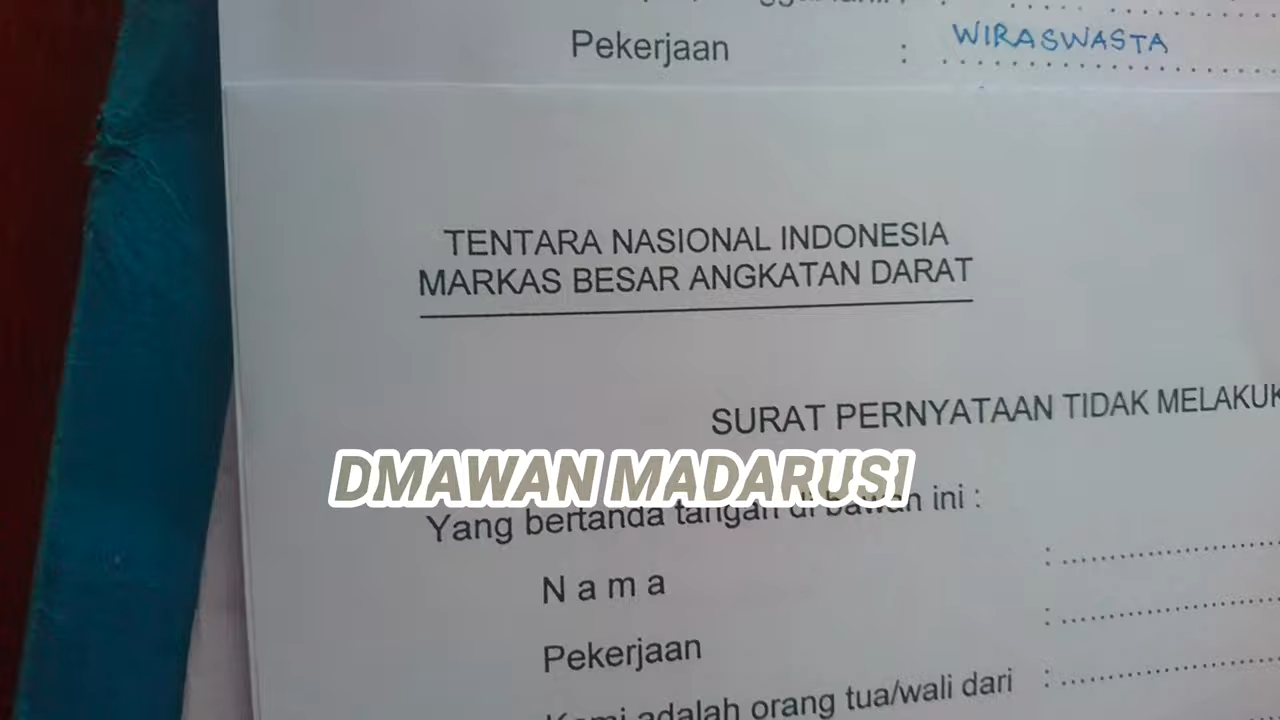 Pekerjaan : WIRASWASTA
TENTARA NASIONAL INDONESIA
MARKAS BESAR ANGKATAN DARAT
SURAT PERNYATAAN TIDAK
DMAWAN MADARUSI
Yang bertanda tangan di bawah ini :
N a m a :
Pekerjaan :
adalah orang tua/wali dari :